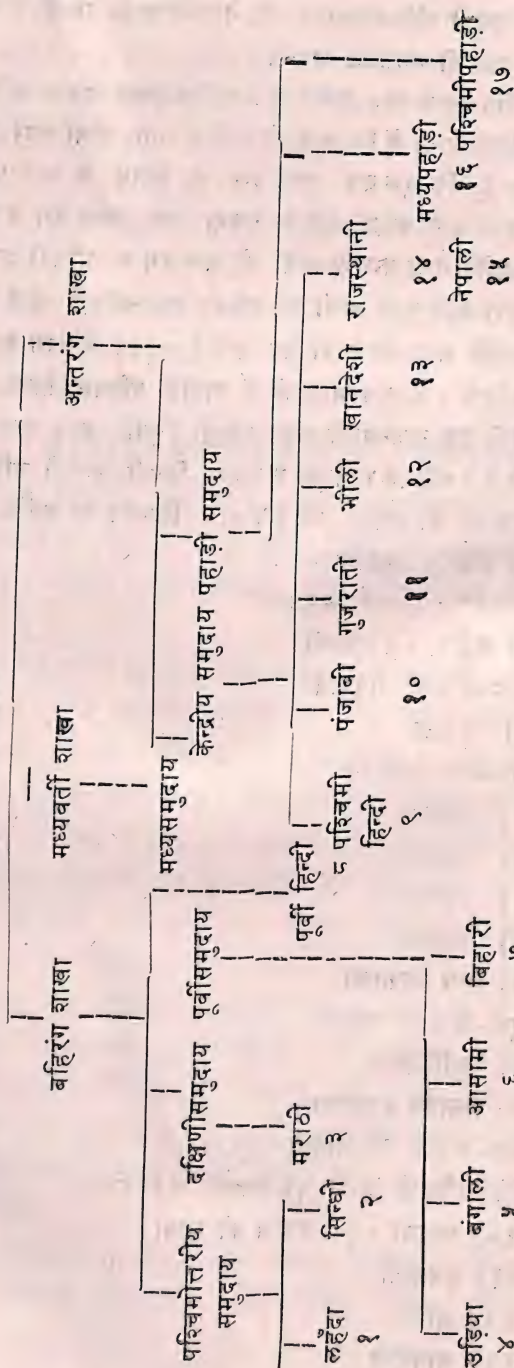 बहिरंग शाखा मध्यवर्ती शाखा अन्तरंग शाखा
पश्चिमोत्तरीय समुदाय दक्षिणीसमुदाय पूर्वीसमुदाय मध्यसमुदाय
केन्द्रीय समुदाय पहाड़ी समुदाय
लहँदा सिन्धी मराठी
१ २ ३
पूर्वी हिन्दी
८
पश्चिमी हिन्दी
९
पंजाबी गुजराती भीली खानदेशी राजस्थानी
१० ११ १२ १३ १४
मध्यपहाड़ी पश्चिमीपहाड़ी
१६ १७
नेपाली
१५
उड़िया बंगाली आसामी बिहारी
४ ५ ६ ७